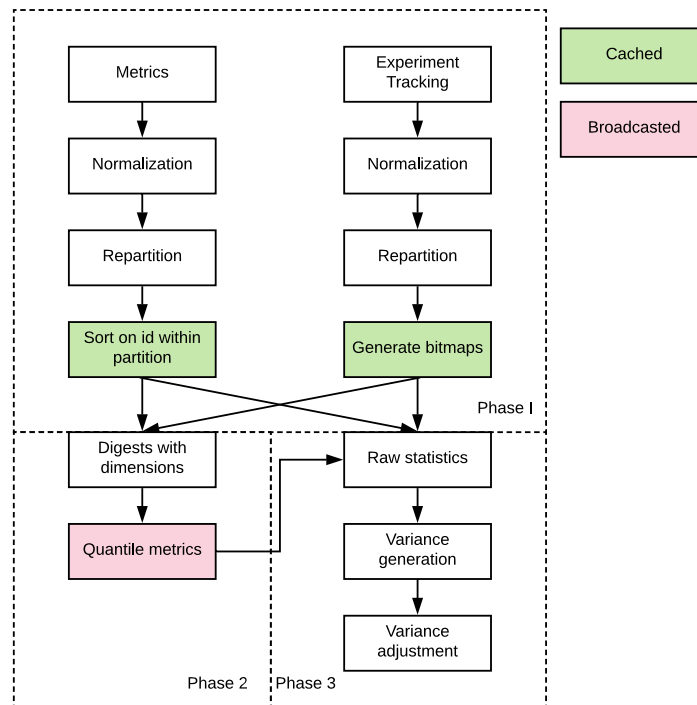 Metrics
Experiment
Tracking
Cached
Broadcasted
Normalization
Normalization
Repartition
Repartition
Sort on id within
partition
Generate bitmaps
Phase I
Digests with
dimensions
Raw statistics
Quantile metrics
Variance
generation
Variance
adjustment
Phase 2
Phase 3